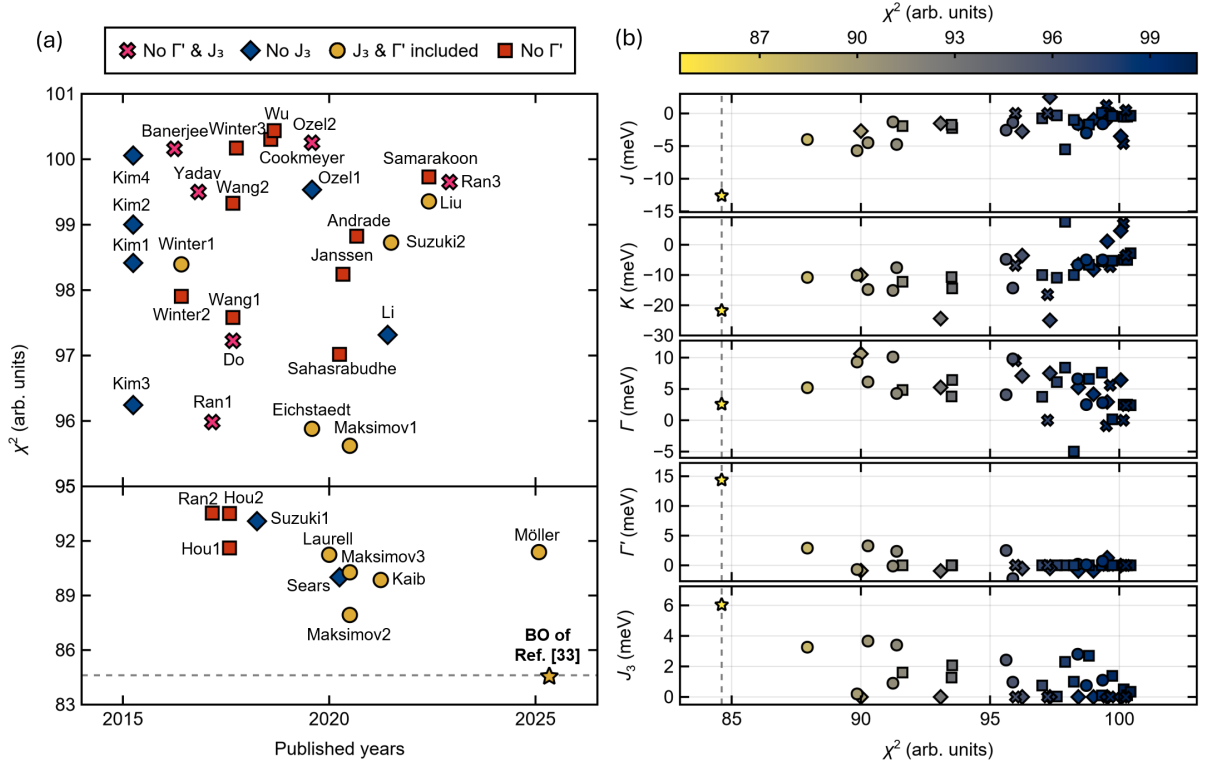 (a)
No Γ' & J₃
No J₃
J₃ & Γ' included
No Γ'
101
100
99
98
97
96
95
92
89
86
83
χ² (arb. units)
Wu
Banerjee
Winter3
Ozel2
Cookmeyer
Kim4
Yadav
Wang2
Ozel1
Samarakoon
Ran3
Liu
Kim2
Kim1
Winter1
Andrade
Suzuki2
Janssen
Winter2
Wang1
Do
Li
Sahasrabudhe
Kim3
Ran1
Eichstaedt
Maksimov1
Ran2
Hou2
Suzuki1
Hou1
Laurell
Maksimov3
Möller
Sears
Kaib
Maksimov2
BO of
Ref. [33]
2015
2020
2025
Published years
(b)
χ² (arb. units)
87
90
93
96
99
0
−5
−10
−15
J (meV)
0
−10
−20
−30
K (meV)
10
5
0
−5
Γ (meV)
15
10
5
0
Γ' (meV)
6
4
2
0
J₃ (meV)
85
90
95
100
χ² (arb. units)